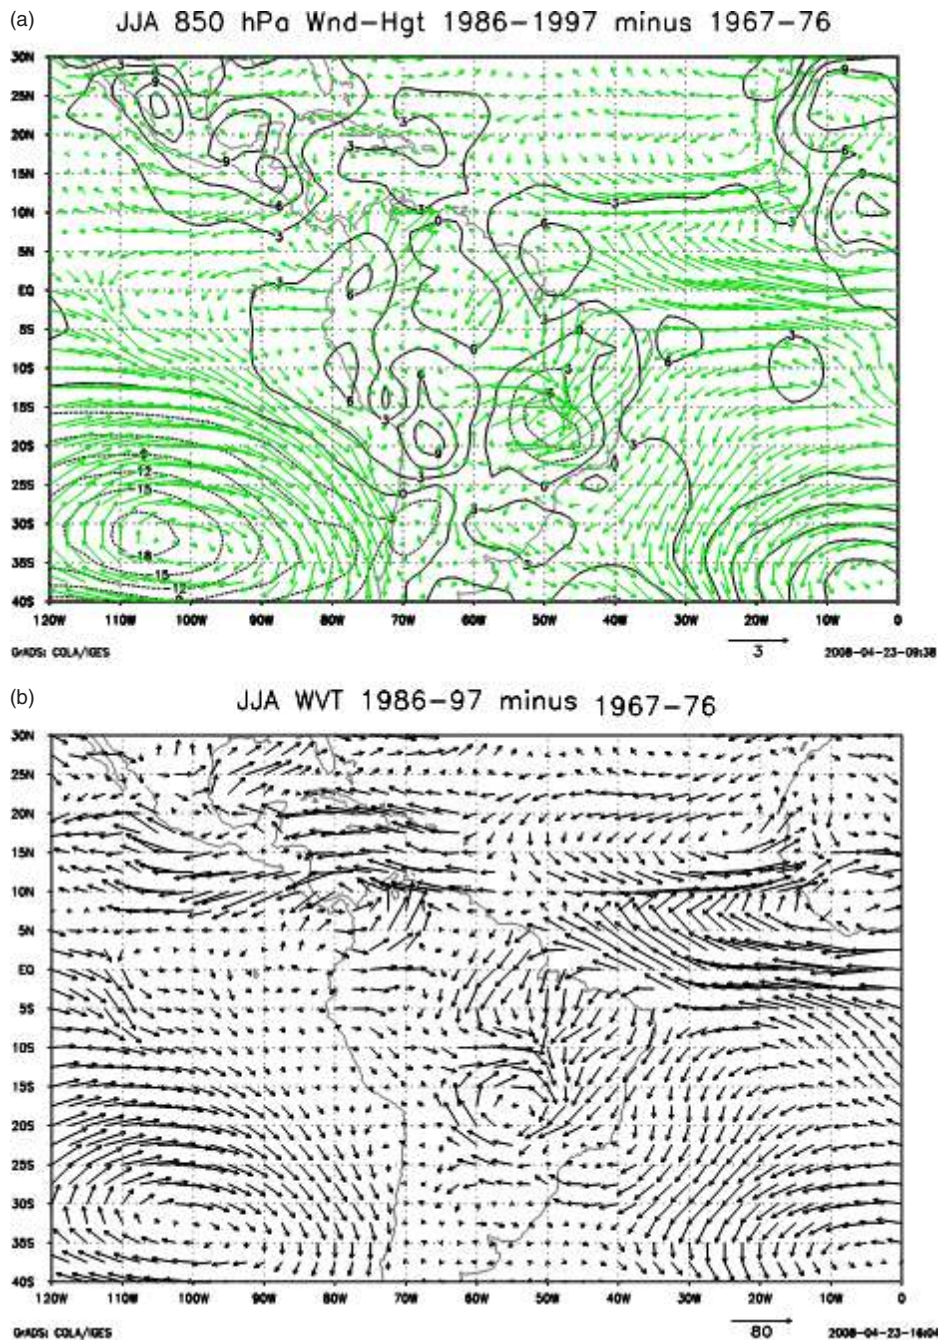 (a)
JJA 850 hPa Wnd-Hgt 1986-1997 minus 1967-76
30N
25N
20N
15N
10N
5N
EQ
5S
10S
15S
20S
25S
30S
35S
40S
120W 110W 100W 90W 80W 70W 60W 50W 40W 30W 20W 10W 0
3
GrADS: COLA/IGES
2008-04-23-09:38
(b)
JJA WVT 1986-97 minus 1967-76
30N
25N
20N
15N
10N
5N
EQ
5S
10S
15S
20S
25S
30S
35S
40S
120W 110W 100W 90W 80W 70W 60W 50W 40W 30W 20W 10W 0
80
GrADS: COLA/IGES